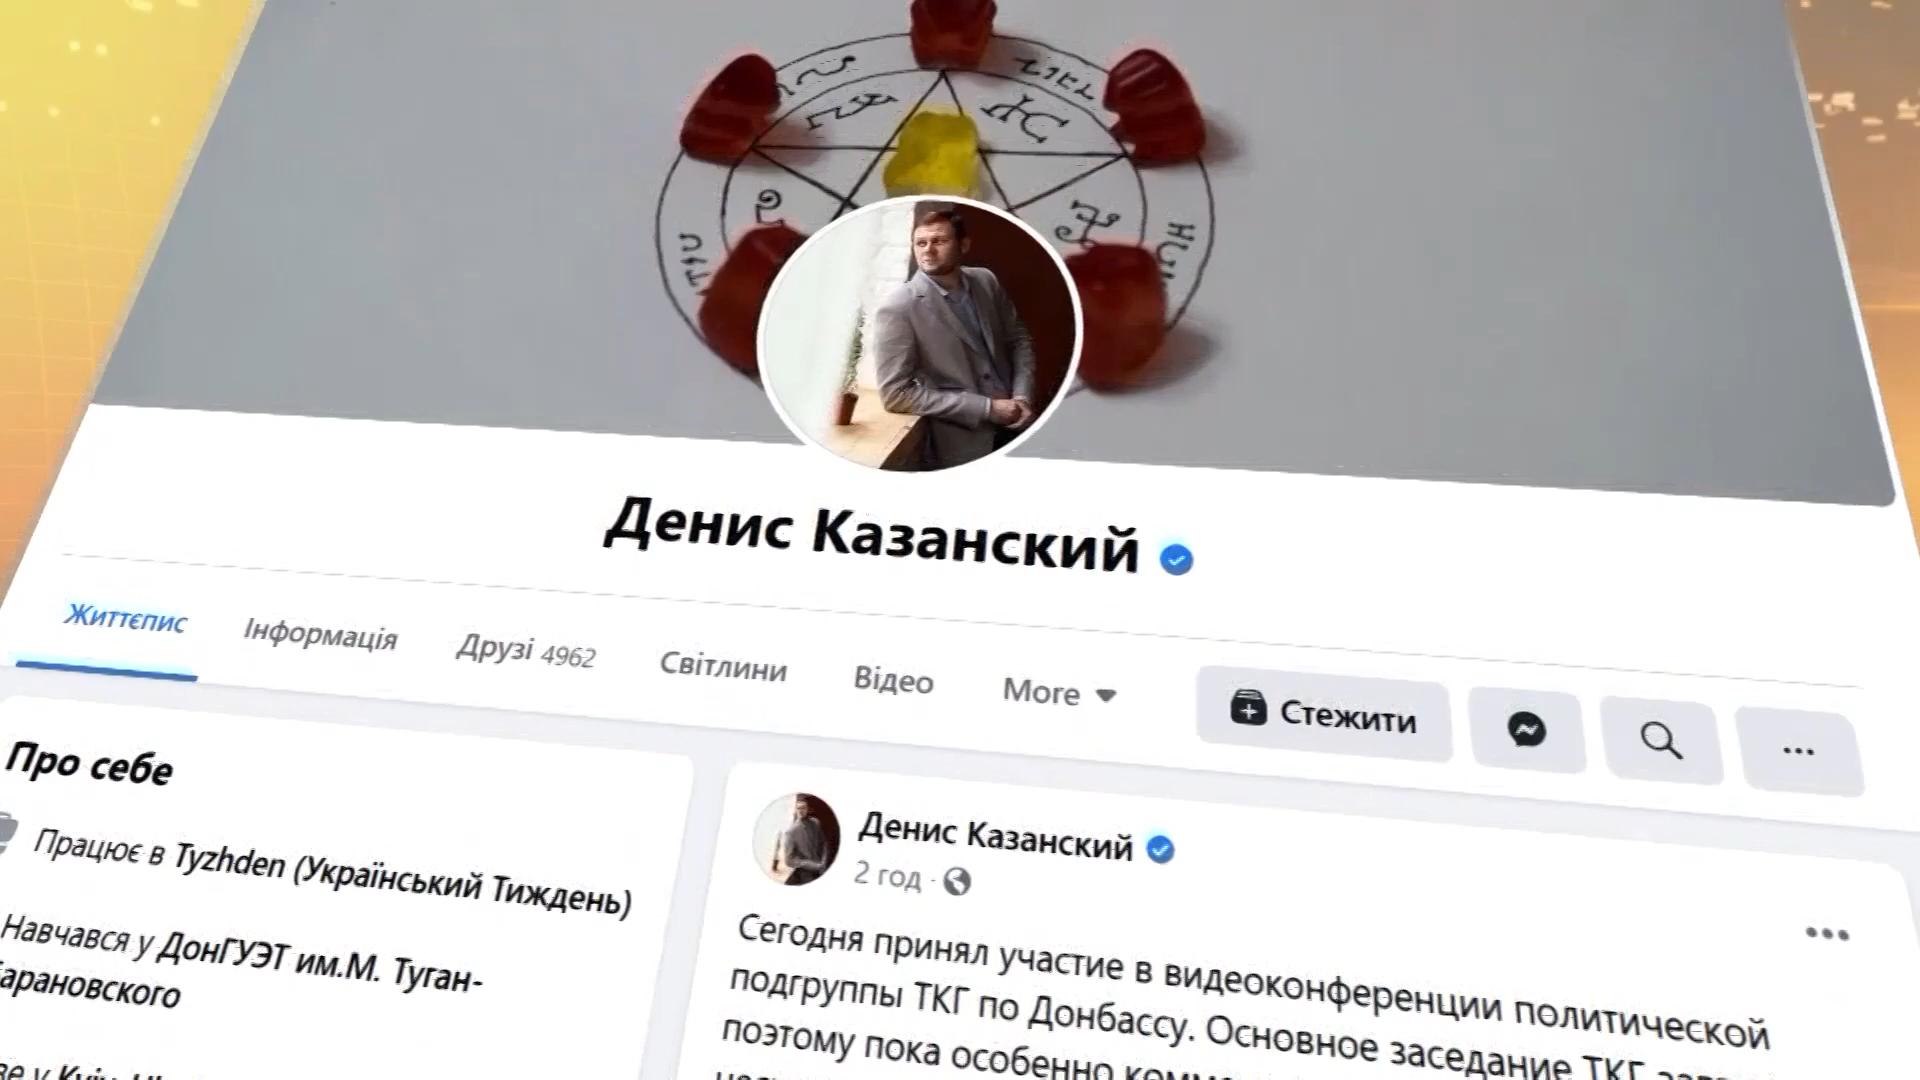 Денис Казанский
Життєпис Інформація Друзі 4962 Світлини Відео More Стежити
Про себе
Працює в Tyzhden (Український Тиждень)
Навчався у ДонГУЭТ им.М. Туган-
Денис Казанский
2 год
Сегодня принял участие в видеоконференции политической
подгруппы ТКГ по Донбассу. Основное заседание ТКГ
поэтому пока особенно